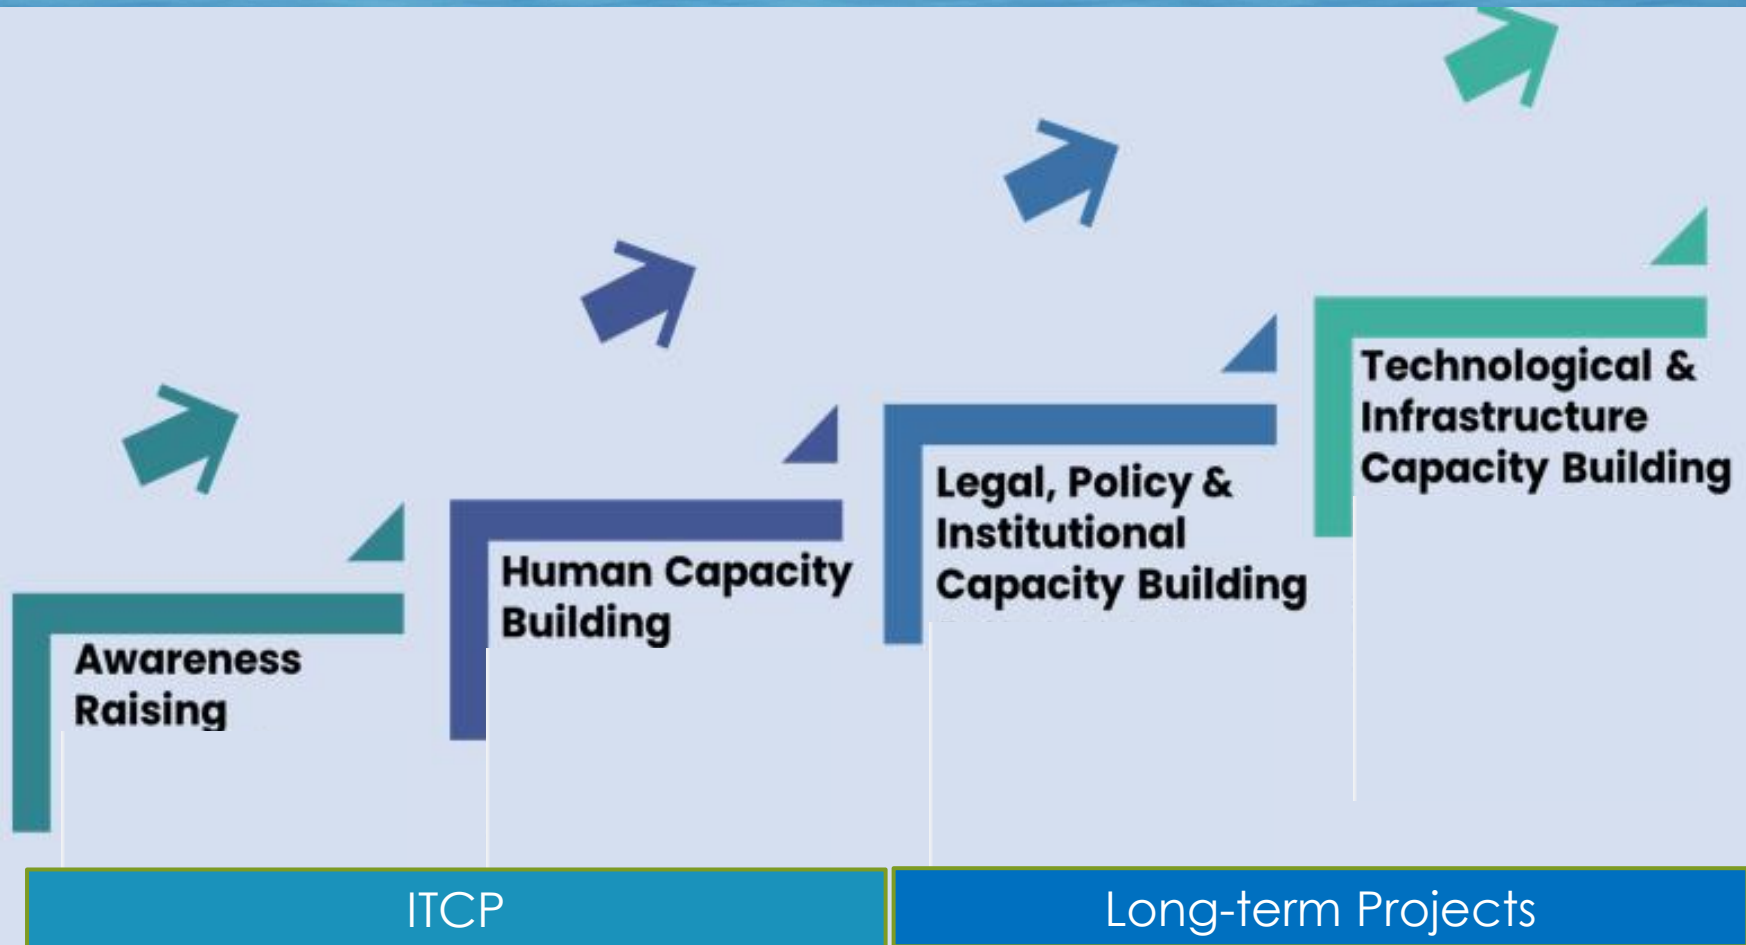 Awareness
Raising
Human Capacity
Building
Legal, Policy &
Institutional
Capacity Building
Technological &
Infrastructure
Capacity Building
ITCP
Long-term Projects